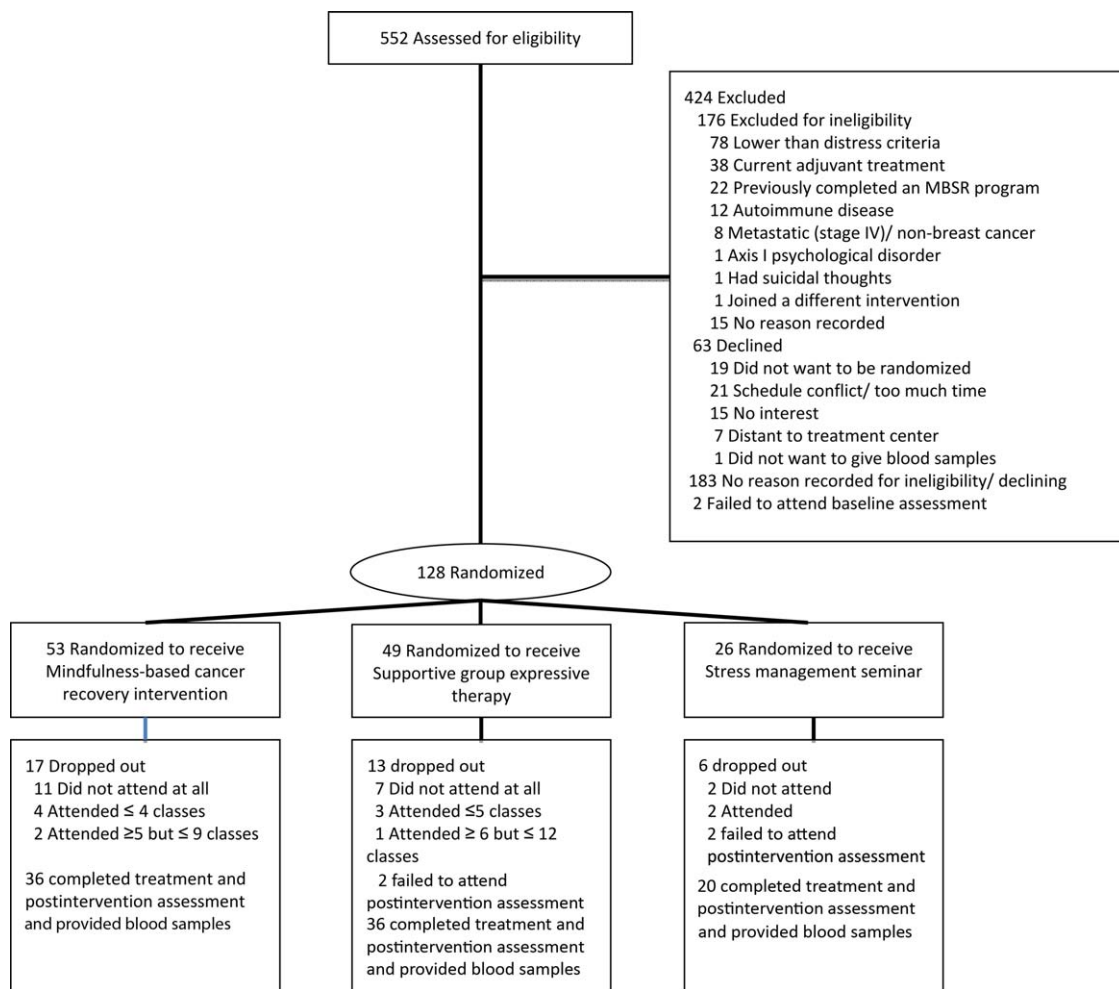 552 Assessed for eligibility
424 Excluded
176 Excluded for ineligibility
78 Lower than distress criteria
38 Current adjuvant treatment
22 Previously completed an MBSR program
12 Autoimmune disease
8 Metastatic (stage IV)/ non-breast cancer
1 Axis I psychological disorder
1 Had suicidal thoughts
1 Joined a different intervention
15 No reason recorded
63 Declined
19 Did not want to be randomized
21 Schedule conflict/ too much time
15 No interest
7 Distant to treatment center
1 Did not want to give blood samples
183 No reason recorded for ineligibility/ declining
2 Failed to attend baseline assessment
128 Randomized
53 Randomized to receive
Mindfulness-based cancer
recovery intervention
49 Randomized to receive
Supportive group expressive
therapy
26 Randomized to receive
Stress management seminar
17 Dropped out
11 Did not attend at all
4 Attended ≤ 4 classes
2 Attended ≥5 but ≤ 9 classes
36 completed treatment and
postintervention assessment
and provided blood samples
13 dropped out
7 Did not attend at all
3 Attended ≤5 classes
1 Attended ≥ 6 but ≤ 12
classes
2 failed to attend
postintervention assessment
36 completed treatment and
postintervention assessment
and provided blood samples
6 dropped out
2 Did not attend
2 Attended
2 failed to attend
postintervention assessment
20 completed treatment and
postintervention assessment
and provided blood samples